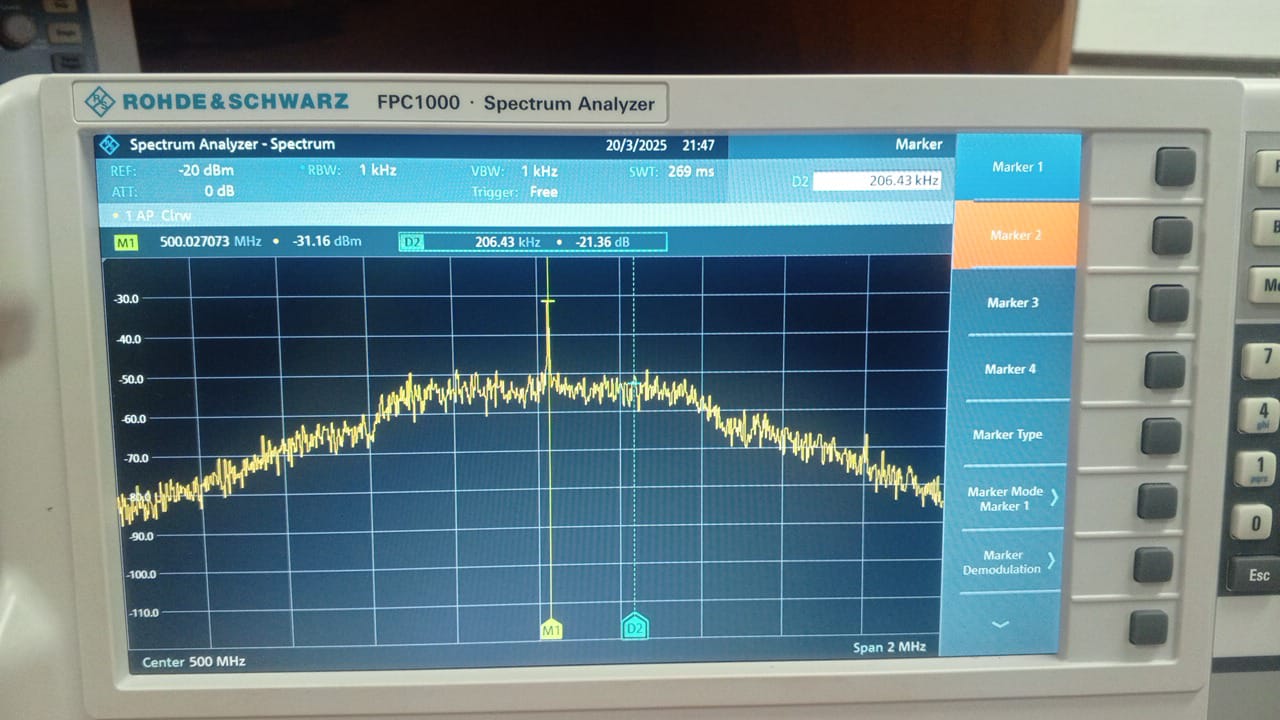 ROHDE&SCHWARZ FPC1000 · Spectrum Analyzer
Spectrum Analyzer - Spectrum 20/3/2025 21:47 Marker
REF: -20 dBm RBW: 1 kHz VBW: 1 kHz SWT: 269 ms
ATT: 0 dB Trigger: Free
D2 206.43 kHz
1 AP Clrw
M1 500.027073 MHz • -31.16 dBm D2 206.43 kHz • -21.36 dB
-30.0
-40.0
-50.0
-60.0
-70.0
-80.0
-90.0
-100.0
-110.0
M1 D2
Center 500 MHz Span 2 MHz
Marker 1
Marker 2
Marker 3
Marker 4
Marker Type
Marker Mode
Marker 1
Marker
Demodulation
7
4
ghi
1
0
Esc